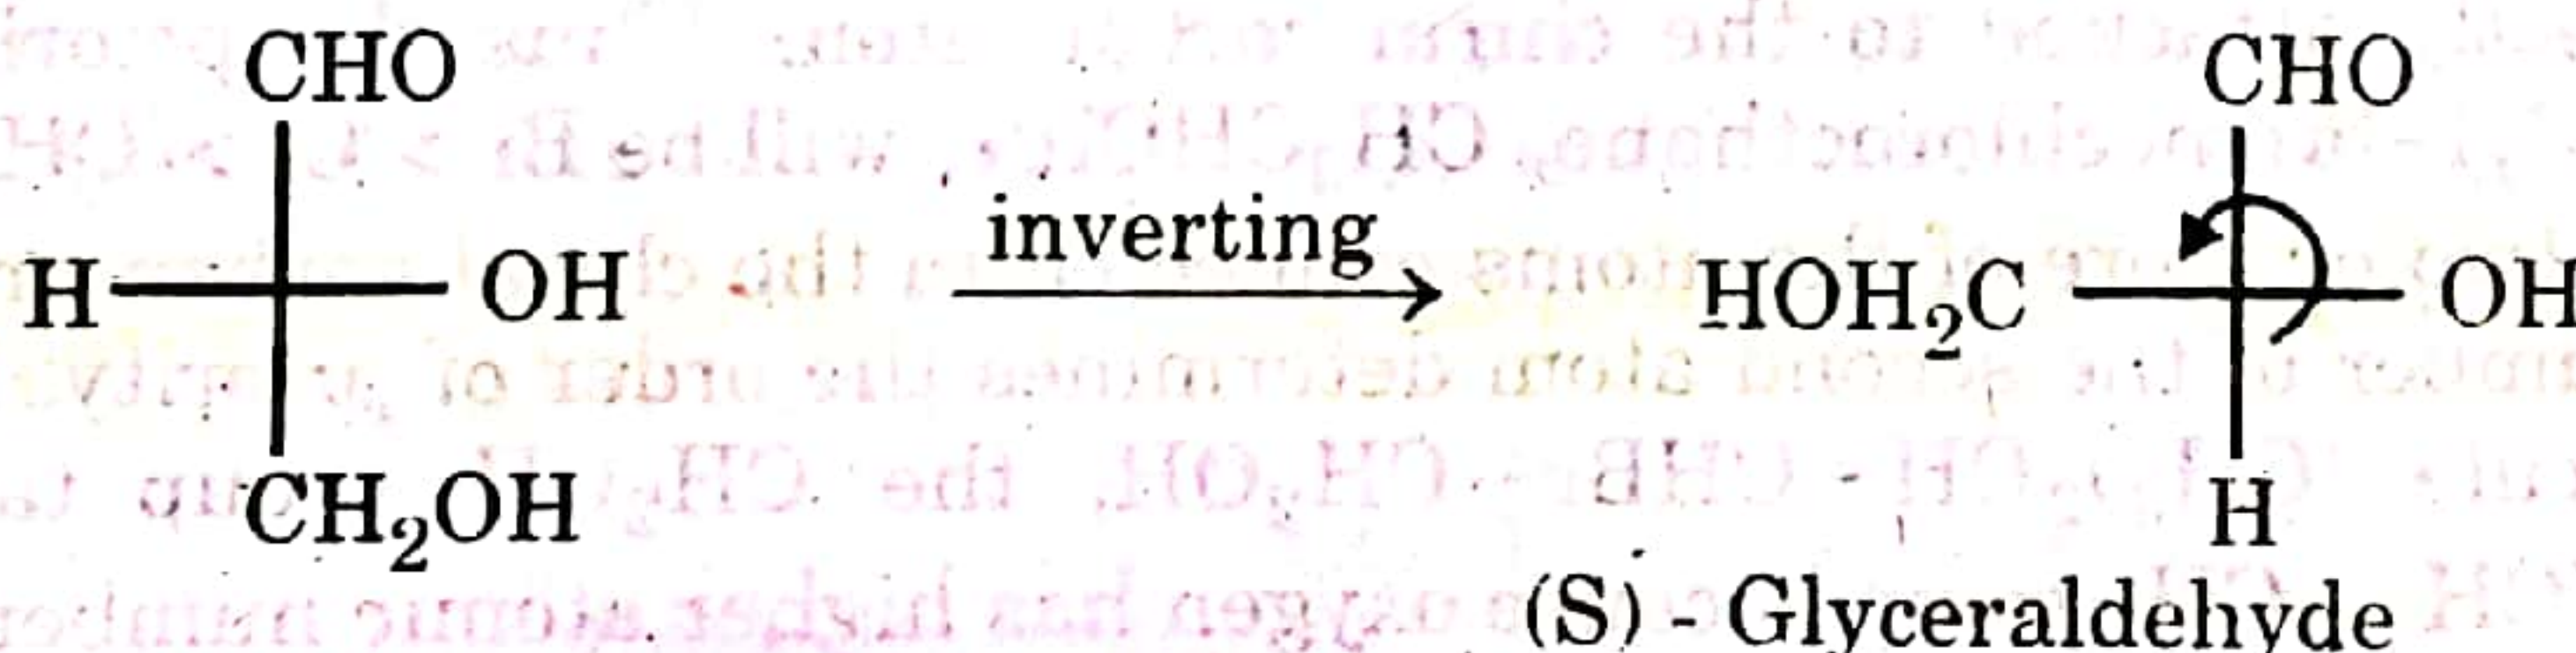 CHO CHO
inverting
H OH HOH₂C OH
CH₂OH H
(S) - Glyceraldehyde